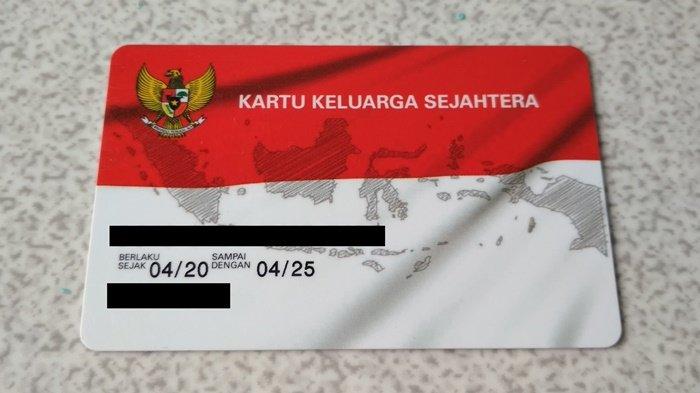 KARTU KELUARGA SEJAHTERA
BERLAKU SEJAK 04/20 SAMPAI DENGAN 04/25